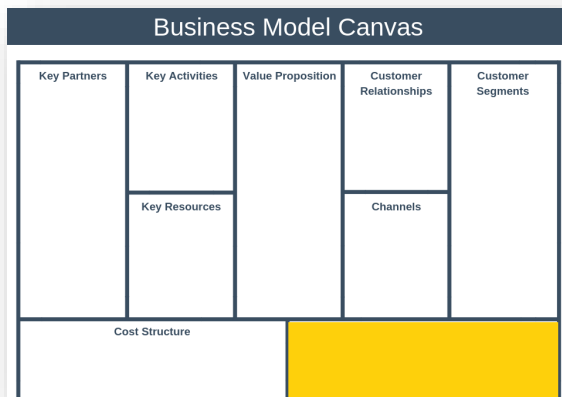 Business Model Canvas
Key Partners
Key Activities
Value Proposition
Customer
Relationships
Customer
Segments
Key Resources
Channels
Cost Structure